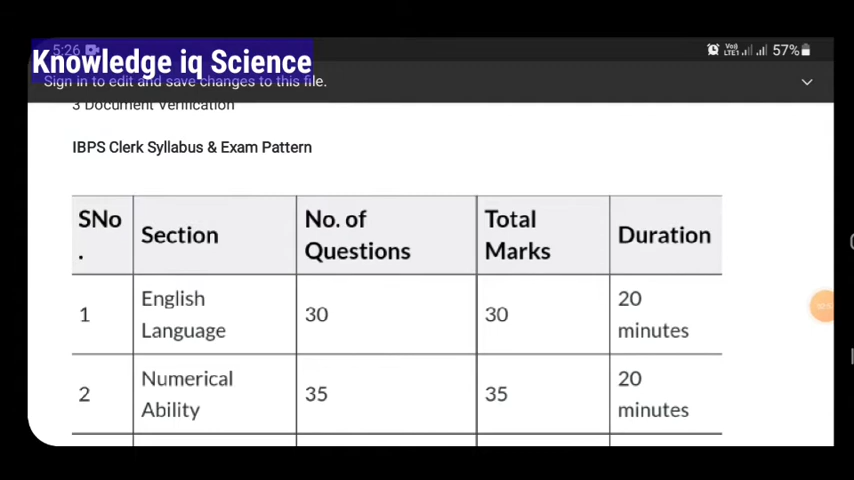 5:26
Knowledge iq Science
57%
Sign in to edit and save changes to this file.
3 Document Verification
IBPS Clerk Syllabus & Exam Pattern
SNo
.
Section
No. of
Questions
Total
Marks
Duration
1
English
Language
30
30
20
minutes
2
Numerical
Ability
35
35
20
minutes